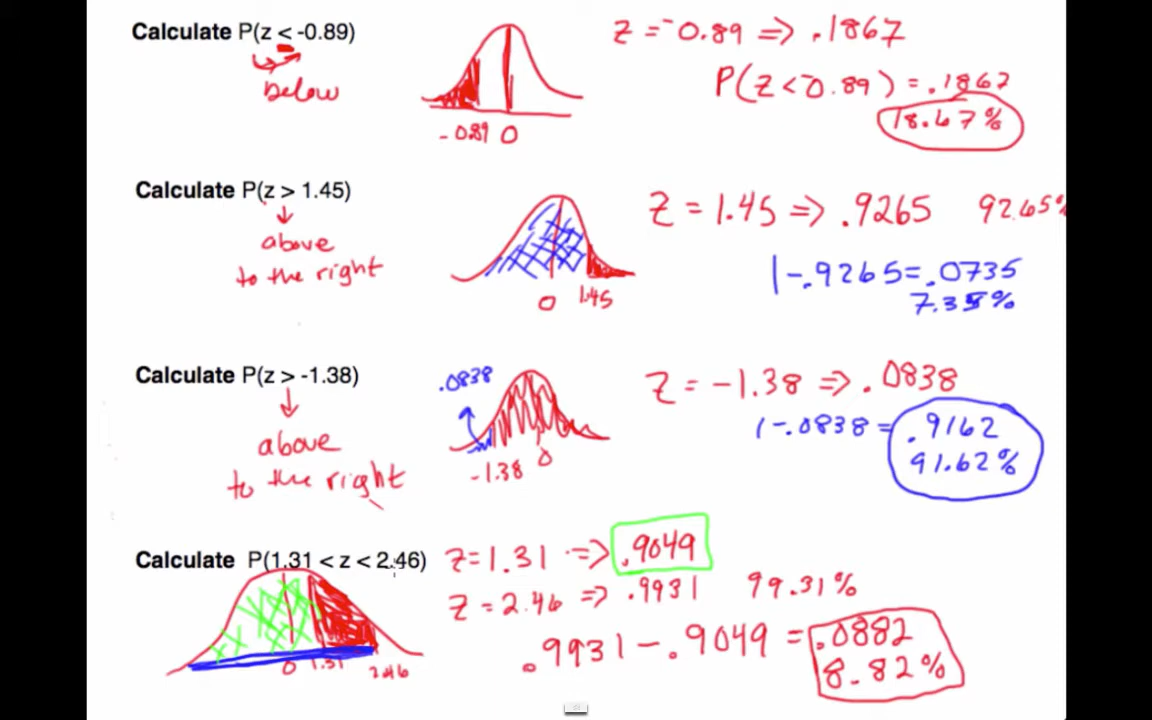 Calculate P(z < -0.89)
below
-0.89 0
z = -0.89 => .1867
P(z < -0.89) = .1867
18.67%
Calculate P(z > 1.45)
above
to the right
0 1.45
z = 1.45 => .9265 92.65%
1 - .9265 = .0735
7.35%
Calculate P(z > -1.38)
above
to the right
.0838
-1.38 0
z = -1.38 => .0838
1 - .0838 = .9162
91.62%
Calculate P(1.31 < z < 2.46)
0 1.31 2.46
z = 1.31 => .9049
z = 2.46 => .9931 99.31%
.9931 - .9049 = .0882
8.82%